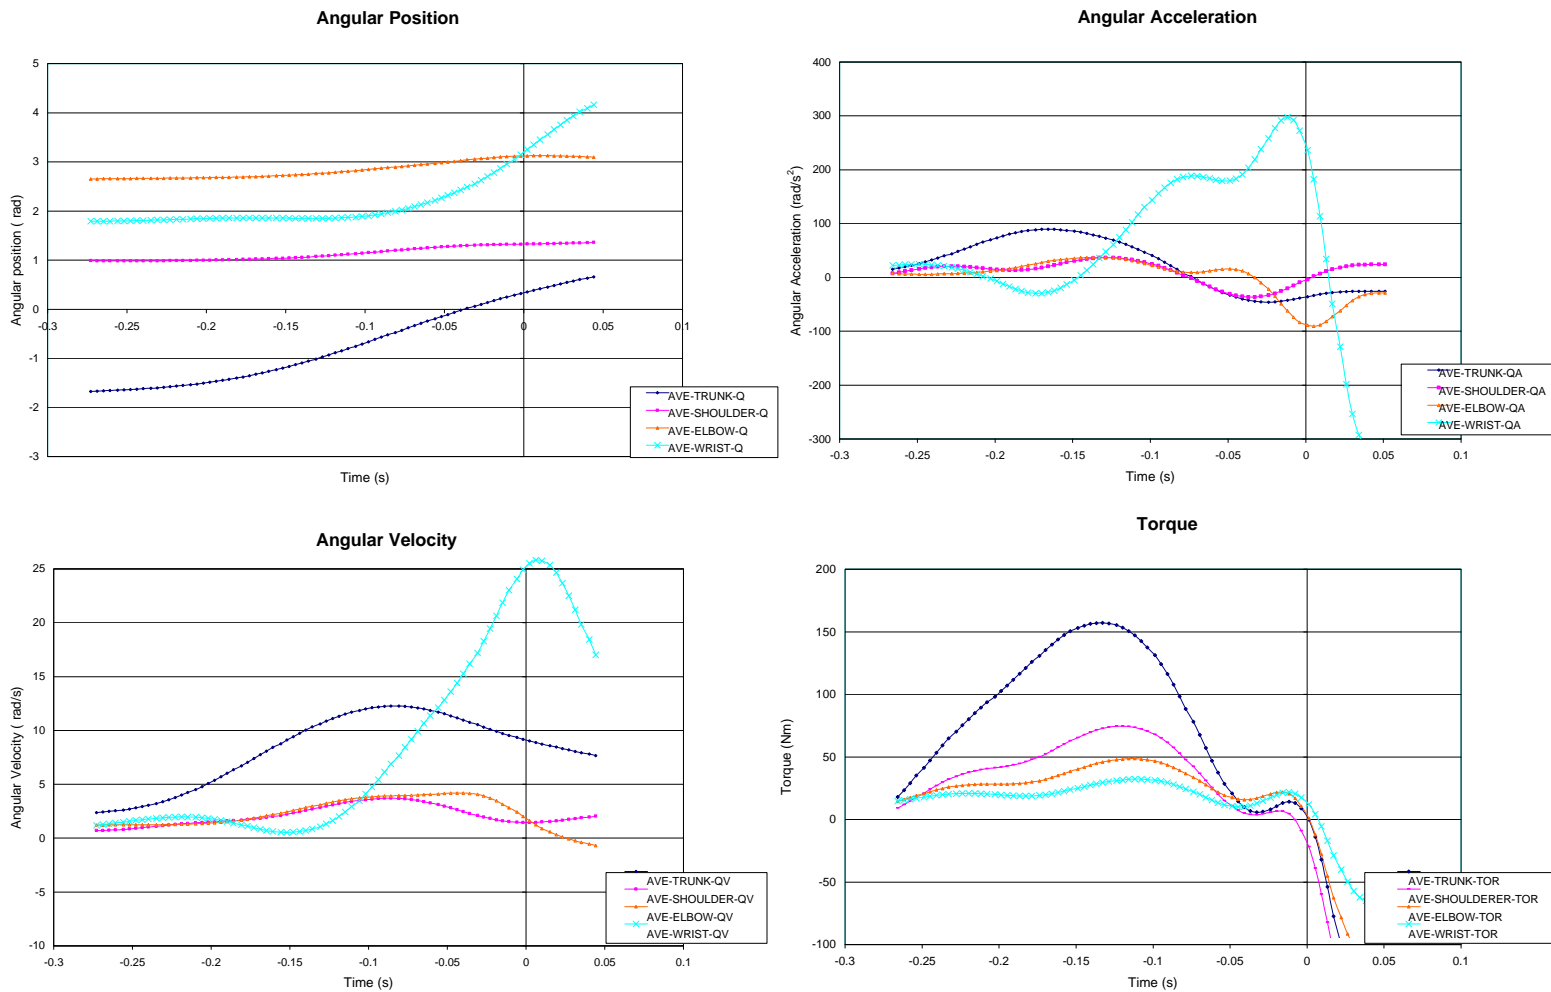 Angular Position
5
4
3
2
1
0
-1
-2
-3
-0.3
-0.25
-0.2
-0.15
-0.1
-0.05
0
0.05
0.1
Time (s)
Angular position ( rad)
AVE-TRUNK-Q
AVE-SHOULDER-Q
AVE-ELBOW-Q
AVE-WRIST-Q
Angular Acceleration
400
300
200
100
0
-100
-200
-300
-0.3
-0.25
-0.2
-0.15
-0.1
-0.05
0
0.05
0.1
Time (s)
Angular Acceleration (rad/s²)
AVE-TRUNK-QA
AVE-SHOULDER-QA
AVE-ELBOW-QA
AVE-WRIST-QA
Angular Velocity
25
20
15
10
5
0
-5
-10
-0.3
-0.25
-0.2
-0.15
-0.1
-0.05
0
0.05
0.1
Time (s)
Angular Velocity ( rad/s)
AVE-TRUNK-QV
AVE-SHOULDER-QV
AVE-ELBOW-QV
AVE-WRIST-QV
Torque
200
150
100
50
0
-50
-100
-0.3
-0.25
-0.2
-0.15
-0.1
-0.05
0
0.05
0.1
Time (s)
Torque (Nm)
AVE-TRUNK-TOR
AVE-SHOULDERER-TOR
AVE-ELBOW-TOR
AVE-WRIST-TOR